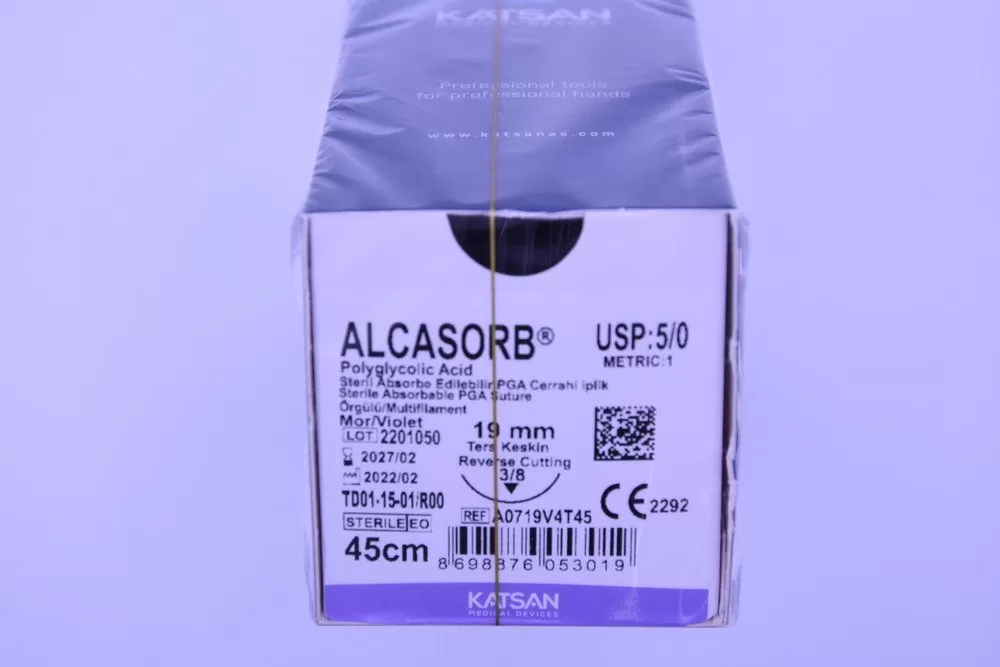 KATSAN
MEDICAL DEVICES
Professional tools
for professional hands
www.katsanas.com
ALCASORB®
USP:5/0
METRIC:1
Polyglycolic Acid
Steril Absorbe Edilebilir PGA Cerrahi iplik
Sterile Absorbable PGA Suture
Örgülü/Multifilament
Mor/Violet
LOT 2201050
2027/02
2022/02
TD01-15-01/R00
STERILE EO
45cm
19 mm
Ters Keskin
Reverse Cutting
3/8
CE 2292
REF A0719V4T45
8 698876 053019
KATSAN
MEDICAL DEVICES